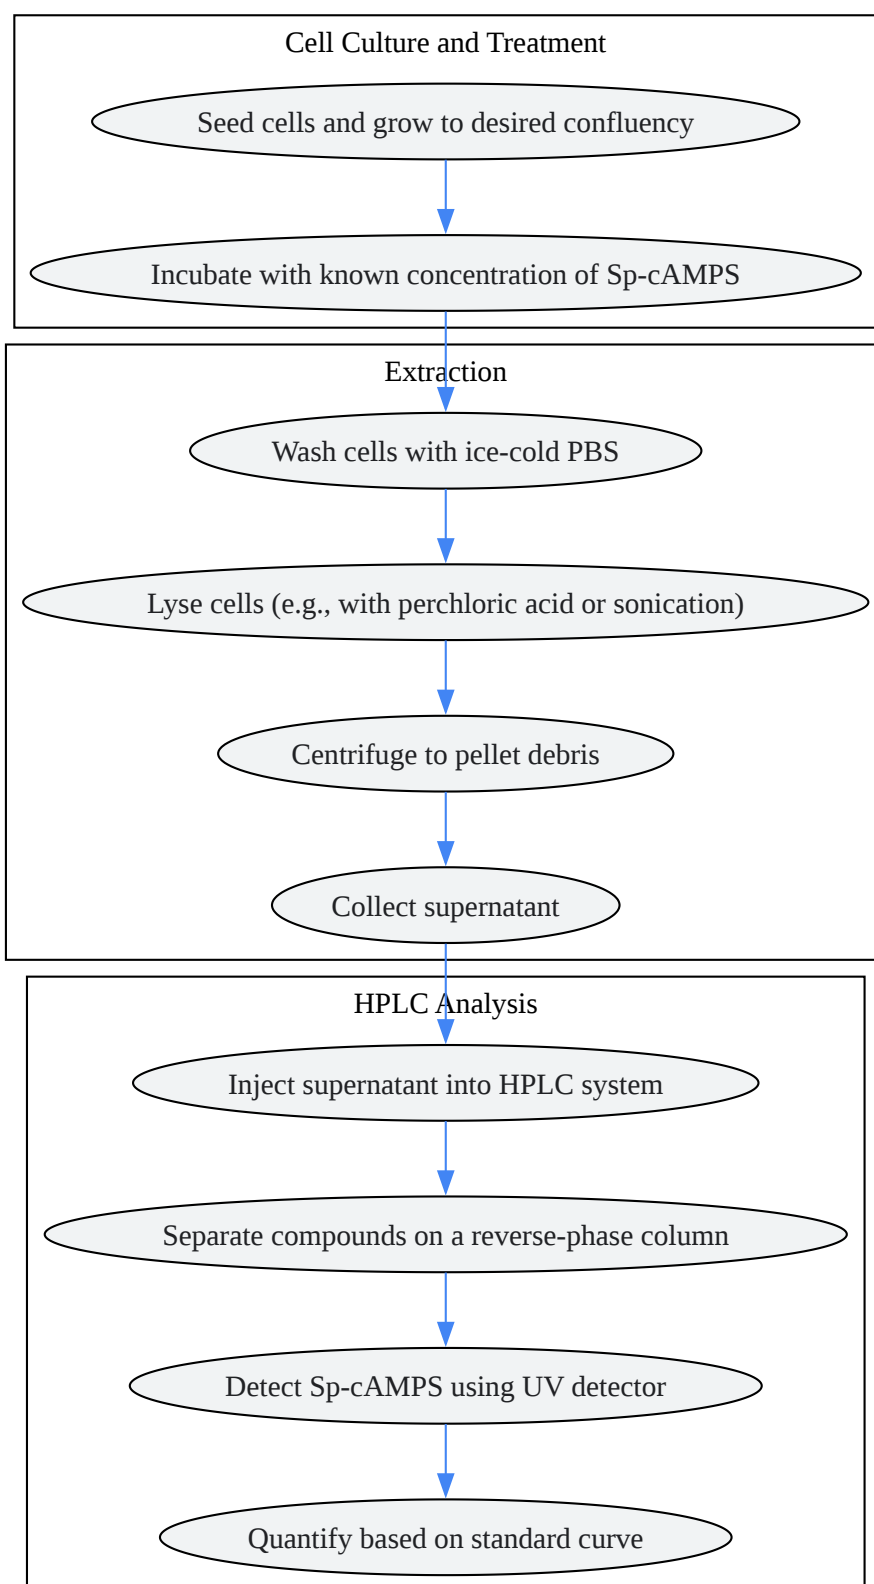 Cell Culture and Treatment
Seed cells and grow to desired confluency
Incubate with known concentration of Sp-cAMPS
Extraction
Wash cells with ice-cold PBS
Lyse cells (e.g., with perchloric acid or sonication)
Centrifuge to pellet debris
Collect supernatant
HPLC Analysis
Inject supernatant into HPLC system
Separate compounds on a reverse-phase column
Detect Sp-cAMPS using UV detector
Quantify based on standard curve